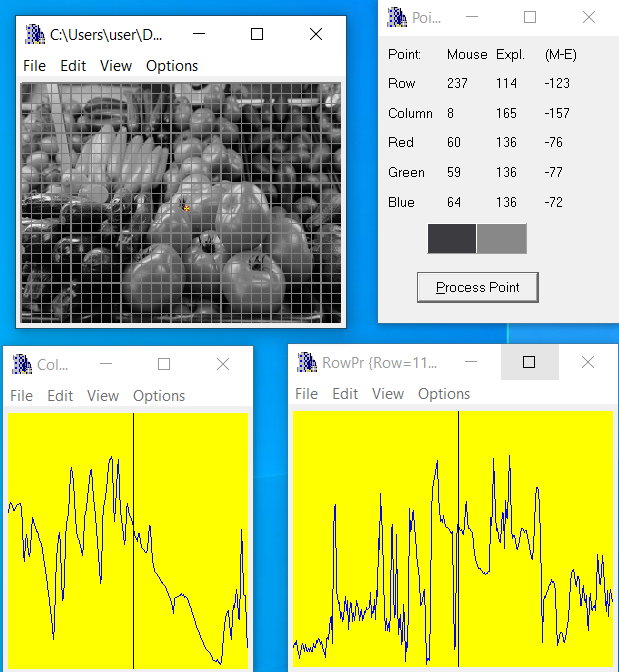 C:\Users\user\D...
File Edit View Options
Poi...
Point: Mouse Expl. (M-E)
Row 237 114 -123
Column 8 165 -157
Red 60 136 -76
Green 59 136 -77
Blue 64 136 -72
Process Point
Col...
File Edit View Options
RowPr {Row=11...
File Edit View Options